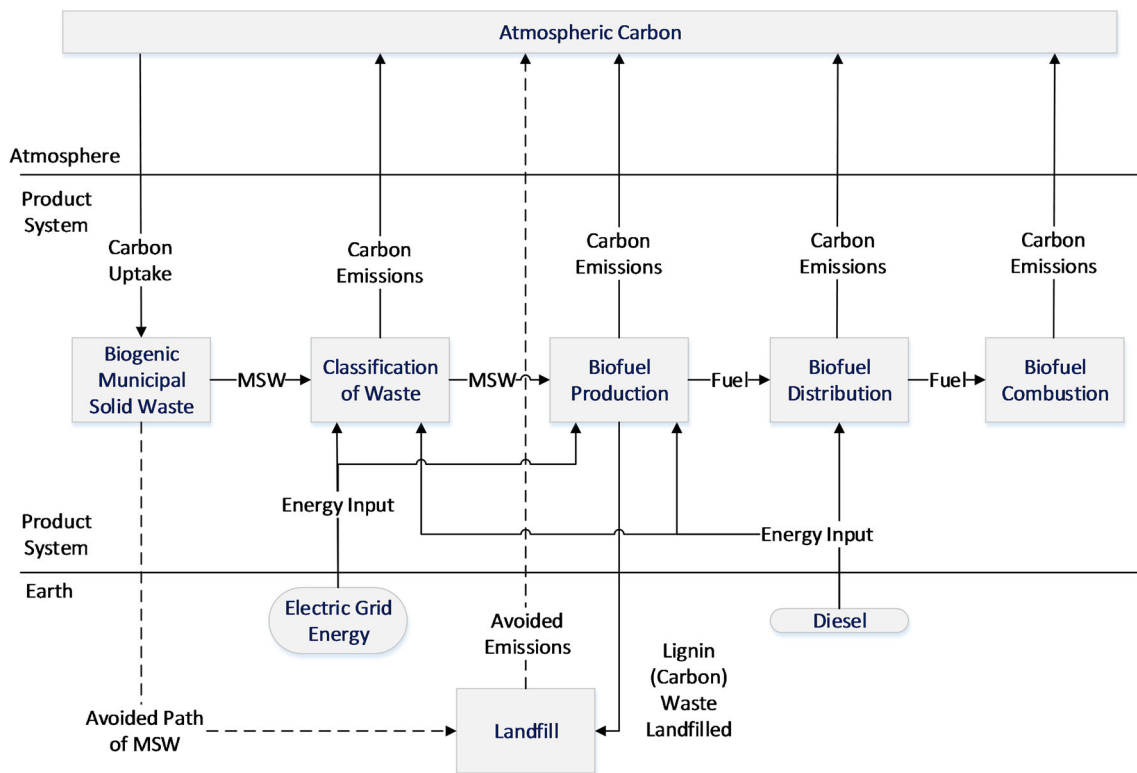 Atmospheric Carbon
Atmosphere
Product
System
Carbon
Uptake
Carbon
Emissions
Carbon
Emissions
Carbon
Emissions
Carbon
Emissions
Biogenic
Municipal
Solid Waste
MSW
Classification
of Waste
MSW
Biofuel
Production
Fuel
Biofuel
Distribution
Fuel
Biofuel
Combustion
Energy Input
Energy Input
Product
System
Earth
Electric Grid
Energy
Diesel
Avoided
Emissions
Lignin
(Carbon)
Waste
Landfilled
Avoided Path
of MSW
Landfill